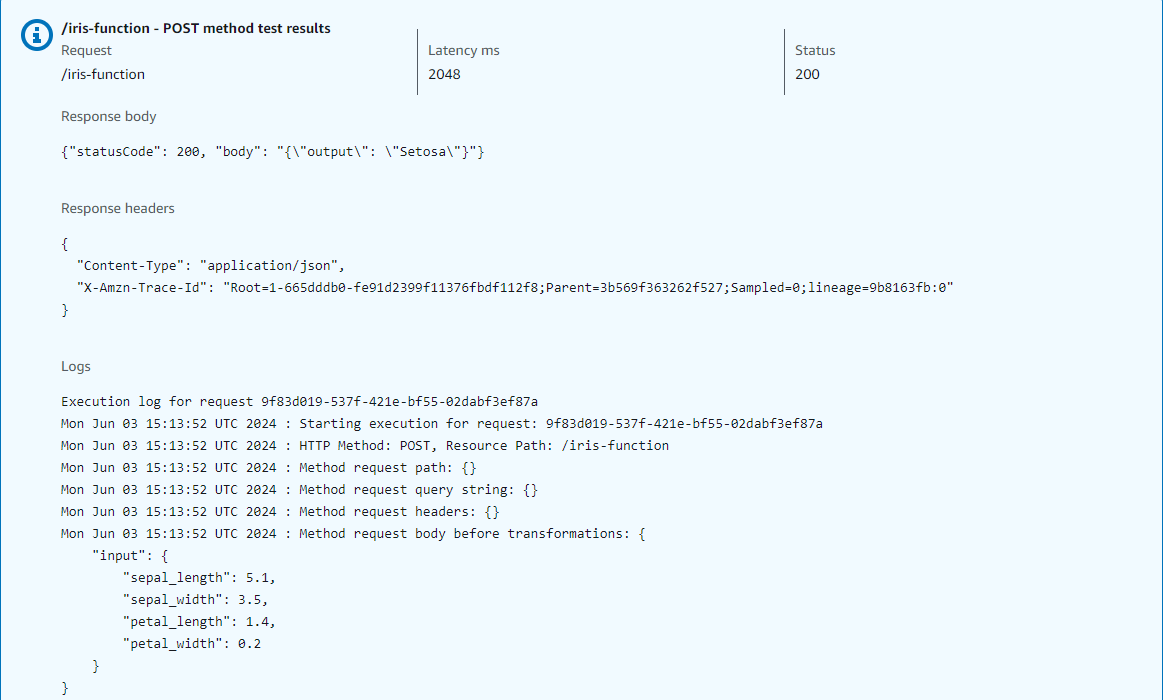 /iris-function - POST method test results
Request
/iris-function
Latency ms
2048
Status
200
Response body
{"statusCode": 200, "body": "{\"output\": \"Setosa\"}"}
Response headers
{
  "Content-Type": "application/json",
  "X-Amzn-Trace-Id": "Root=1-665dddb0-fe91d2399f11376fbdf112f8;Parent=3b569f363262f527;Sampled=0;lineage=9b8163fb:0"
}
Logs
Execution log for request 9f83d019-537f-421e-bf55-02dabf3ef87a
Mon Jun 03 15:13:52 UTC 2024 : Starting execution for request: 9f83d019-537f-421e-bf55-02dabf3ef87a
Mon Jun 03 15:13:52 UTC 2024 : HTTP Method: POST, Resource Path: /iris-function
Mon Jun 03 15:13:52 UTC 2024 : Method request path: {}
Mon Jun 03 15:13:52 UTC 2024 : Method request query string: {}
Mon Jun 03 15:13:52 UTC 2024 : Method request headers: {}
Mon Jun 03 15:13:52 UTC 2024 : Method request body before transformations: {
    "input": {
        "sepal_length": 5.1,
        "sepal_width": 3.5,
        "petal_length": 1.4,
        "petal_width": 0.2
    }
}